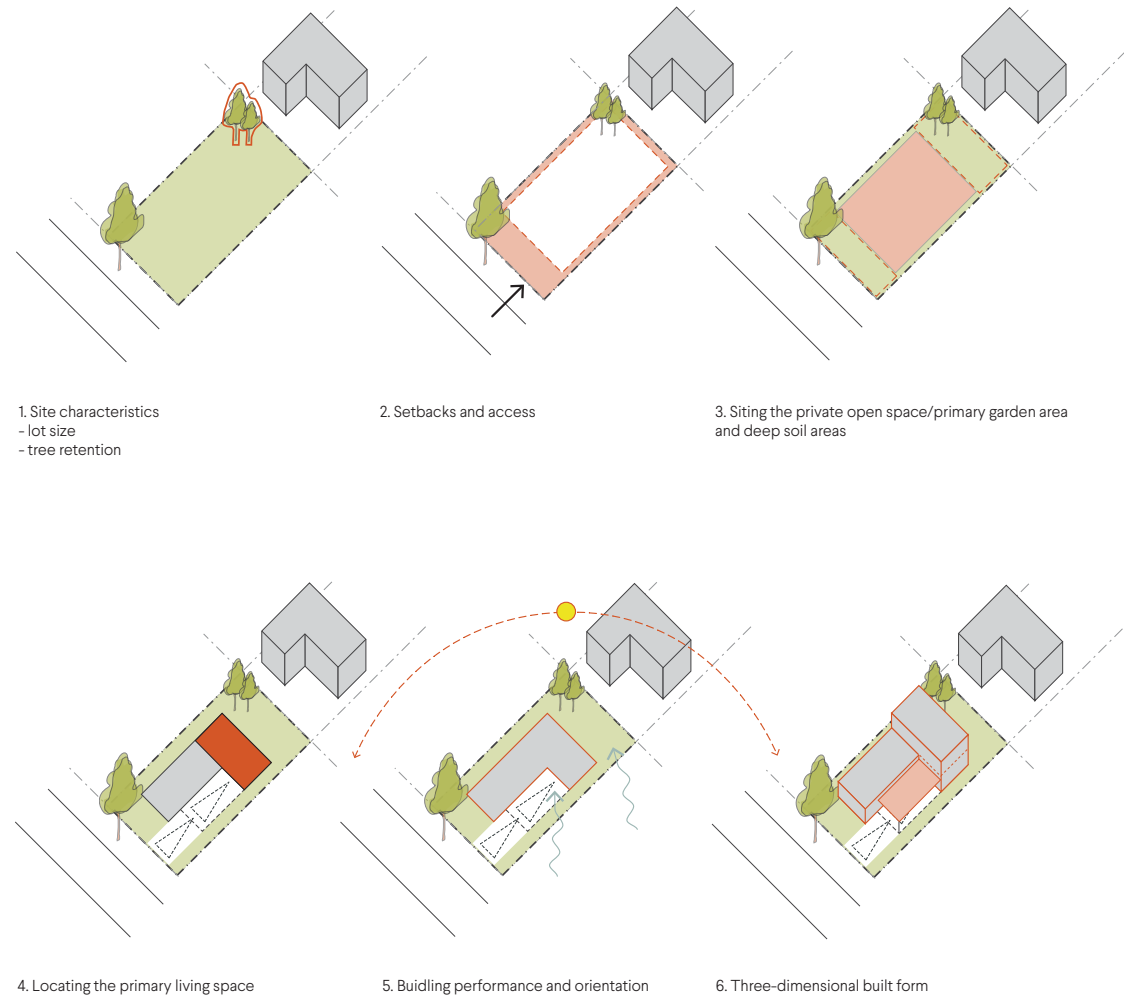 1. Site characteristics
- lot size
- tree retention
2. Setbacks and access
3. Siting the private open space/primary garden area
and deep soil areas
4. Locating the primary living space
5. Buidling performance and orientation
6. Three-dimensional built form